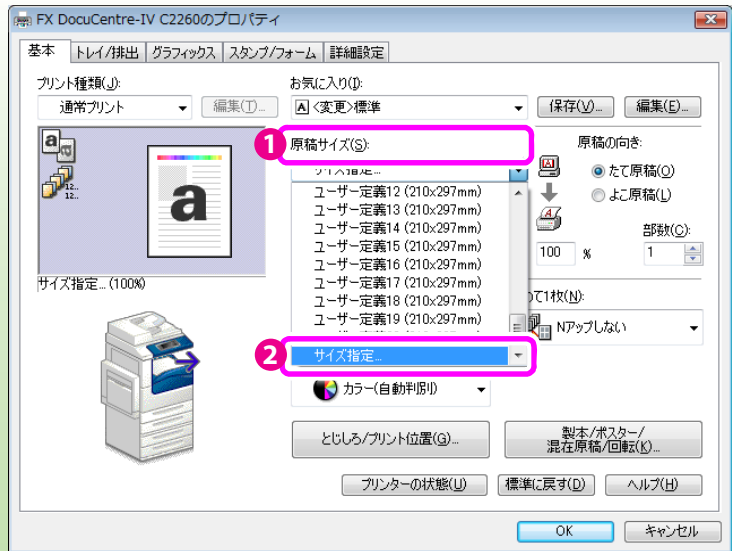 FX DocuCentre-IV C2260のプロパティ
基本 トレイ/排出 グラフィックス スタンプ/フォーム 詳細設定
プリント種類(J):
通常プリント
編集(T)...
お気に入り(I):
A <変更>標準
保存(V)...
編集(E)...
a
a
12...
12...
a
サイズ指定... (100%)
1
原稿サイズ(S):
サイズ指定...
ユーザー定義12 (210x297mm)
ユーザー定義13 (210x297mm)
ユーザー定義14 (210x297mm)
ユーザー定義15 (210x297mm)
ユーザー定義16 (210x297mm)
ユーザー定義17 (210x297mm)
ユーザー定義18 (210x297mm)
ユーザー定義19 (210x297mm)
2
サイズ指定...
カラー(自動判別)
原稿の向き:
たて原稿(O)
よこ原稿(L)
部数(C):
100 %
1
て1枚(N):
Nアップしない
とじしろ/プリント位置(G)...
製本/ポスター/
混在原稿/回転(K)...
プリンターの状態(U)
標準に戻す(D)
ヘルプ(H)
OK
キャンセル